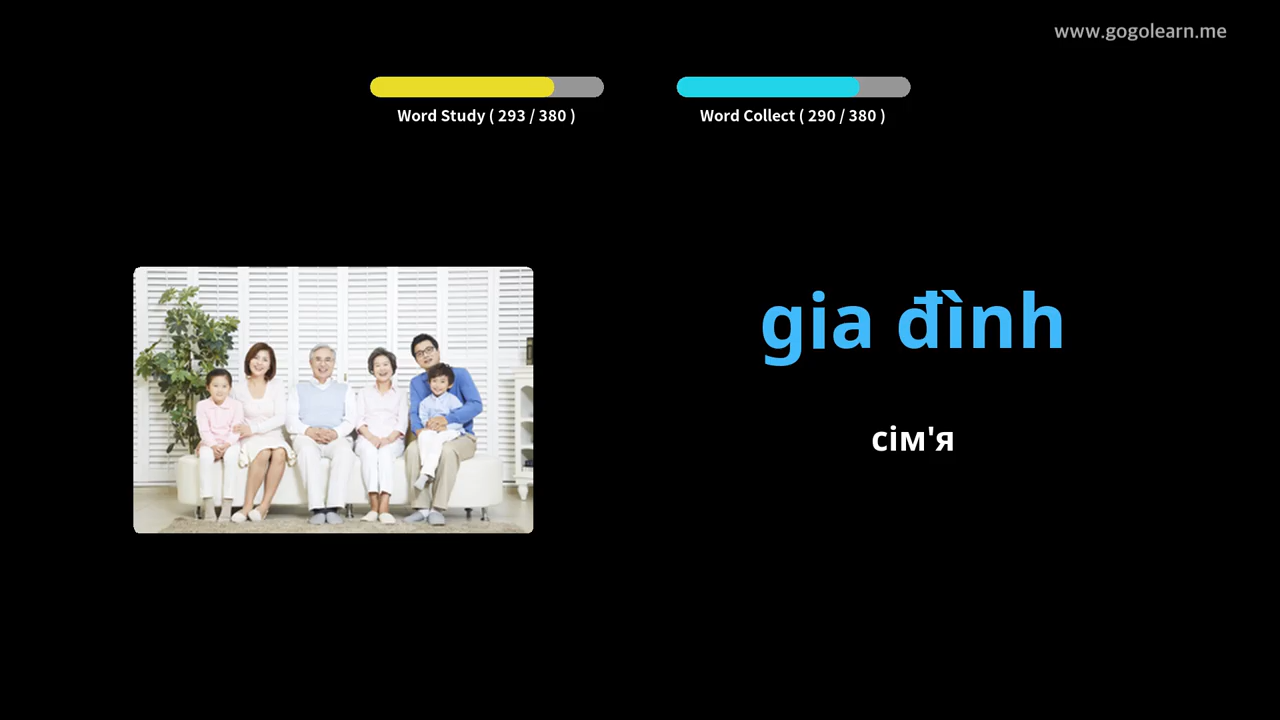 www.gogolearn.me
Word Study ( 293 / 380 )
Word Collect ( 290 / 380 )
gia đình
сім'я